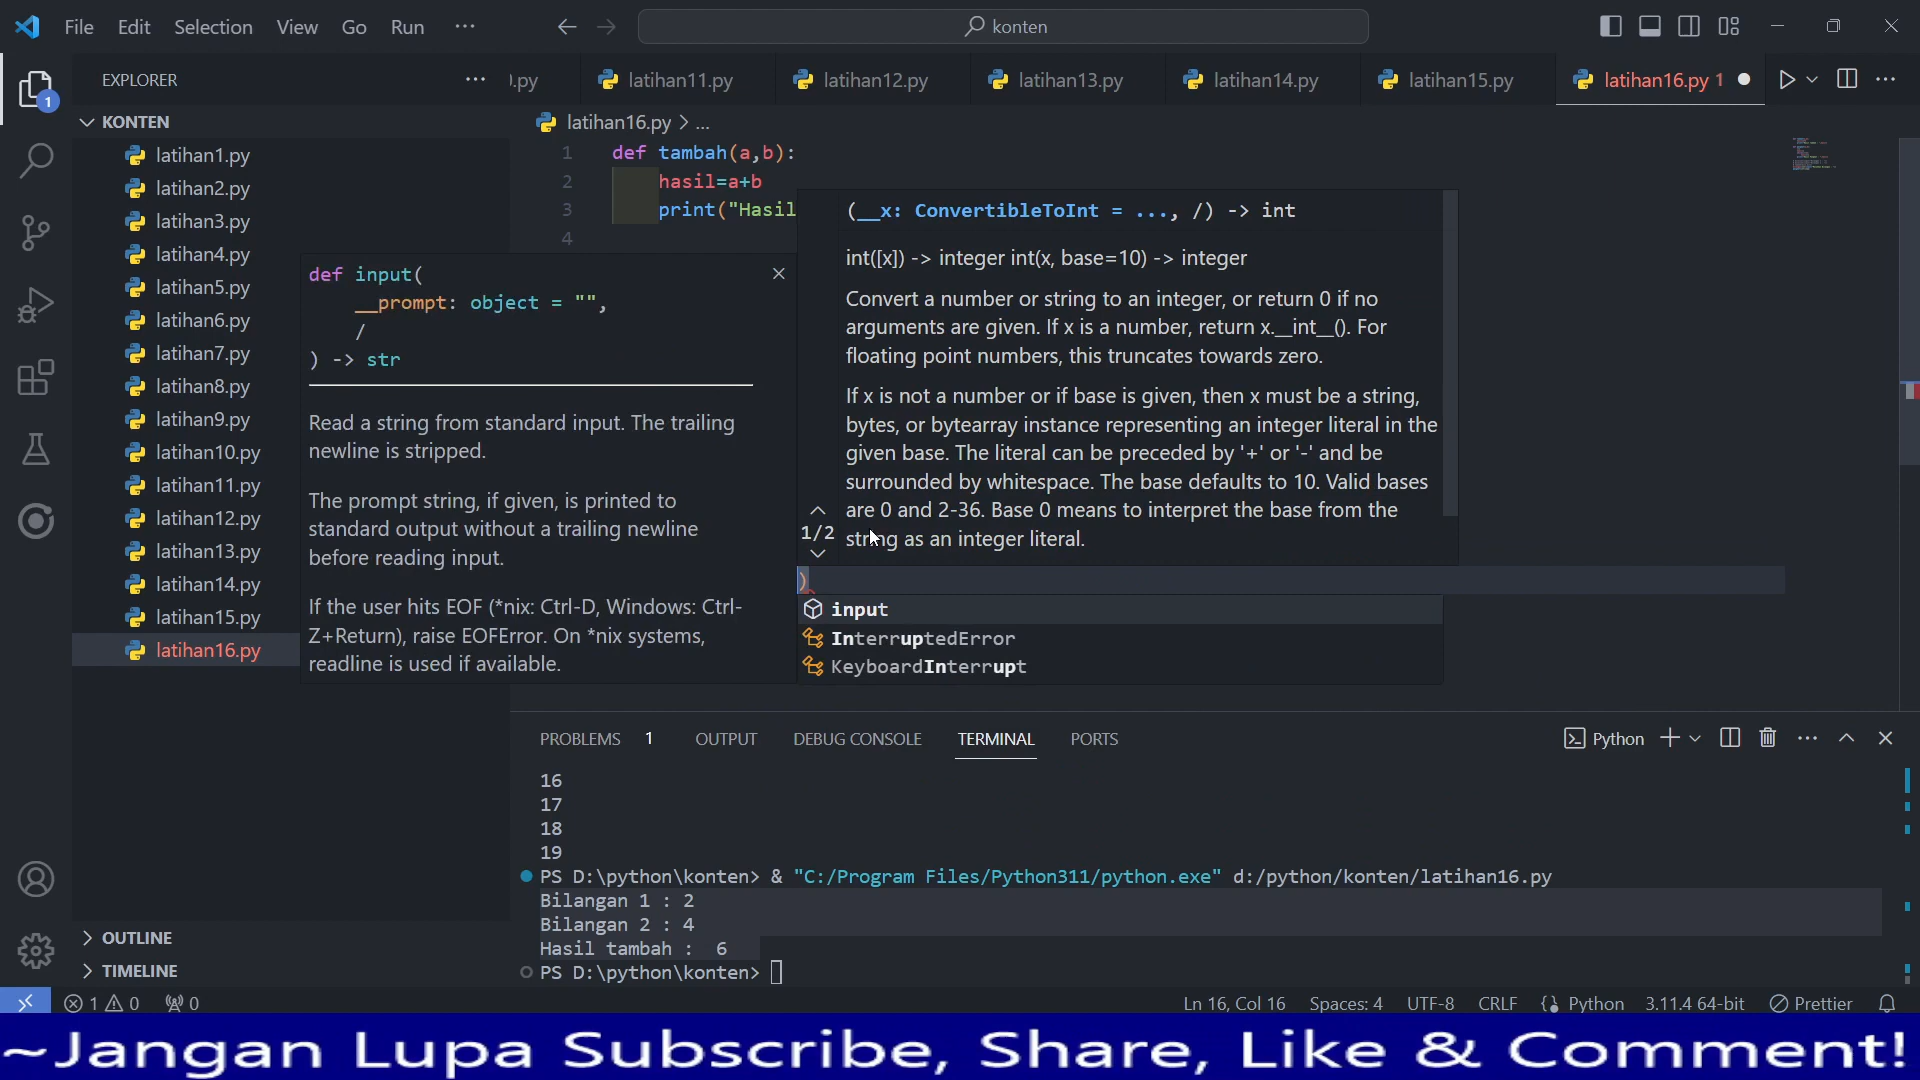 File Edit Selection View Go Run ...
konten
EXPLORER ...
).py latihan11.py latihan12.py latihan13.py latihan14.py latihan15.py latihan16.py 1
1
KONTEN
latihan16.py > ...
latihan1.py
latihan2.py
latihan3.py
latihan4.py
latihan5.py
latihan6.py
latihan7.py
latihan8.py
latihan9.py
latihan10.py
latihan11.py
latihan12.py
latihan13.py
latihan14.py
latihan15.py
latihan16.py
OUTLINE
TIMELINE
1 def tambah(a,b):
2 hasil=a+b
3 print("Hasil
4
def input(
__prompt: object = "",
/
) -> str
Read a string from standard input. The trailing
newline is stripped.
The prompt string, if given, is printed to
standard output without a trailing newline
before reading input.
If the user hits EOF (*nix: Ctrl-D, Windows: Ctrl-
Z+Return), raise EOFError. On *nix systems,
readline is used if available.
(__x: ConvertibleToInt = ..., /) -> int
int([x]) -> integer int(x, base=10) -> integer
Convert a number or string to an integer, or return 0 if no
arguments are given. If x is a number, return x.__int__(). For
floating point numbers, this truncates towards zero.
If x is not a number or if base is given, then x must be a string,
bytes, or bytearray instance representing an integer literal in the
given base. The literal can be preceded by '+' or '-' and be
surrounded by whitespace. The base defaults to 10. Valid bases
are 0 and 2-36. Base 0 means to interpret the base from the
string as an integer literal.
1/2
)
input
InterruptedError
KeyboardInterrupt
PROBLEMS 1 OUTPUT DEBUG CONSOLE TERMINAL PORTS
Python
16
17
18
19
PS D:\python\konten> & "C:/Program Files/Python311/python.exe" d:/python/konten/latihan16.py
Bilangan 1 : 2
Bilangan 2 : 4
Hasil tambah :  6
PS D:\python\konten>
1 0 0 Ln 16, Col 16 Spaces: 4 UTF-8 CRLF Python 3.11.4 64-bit Prettier
~Jangan Lupa Subscribe, Share, Like & Comment!